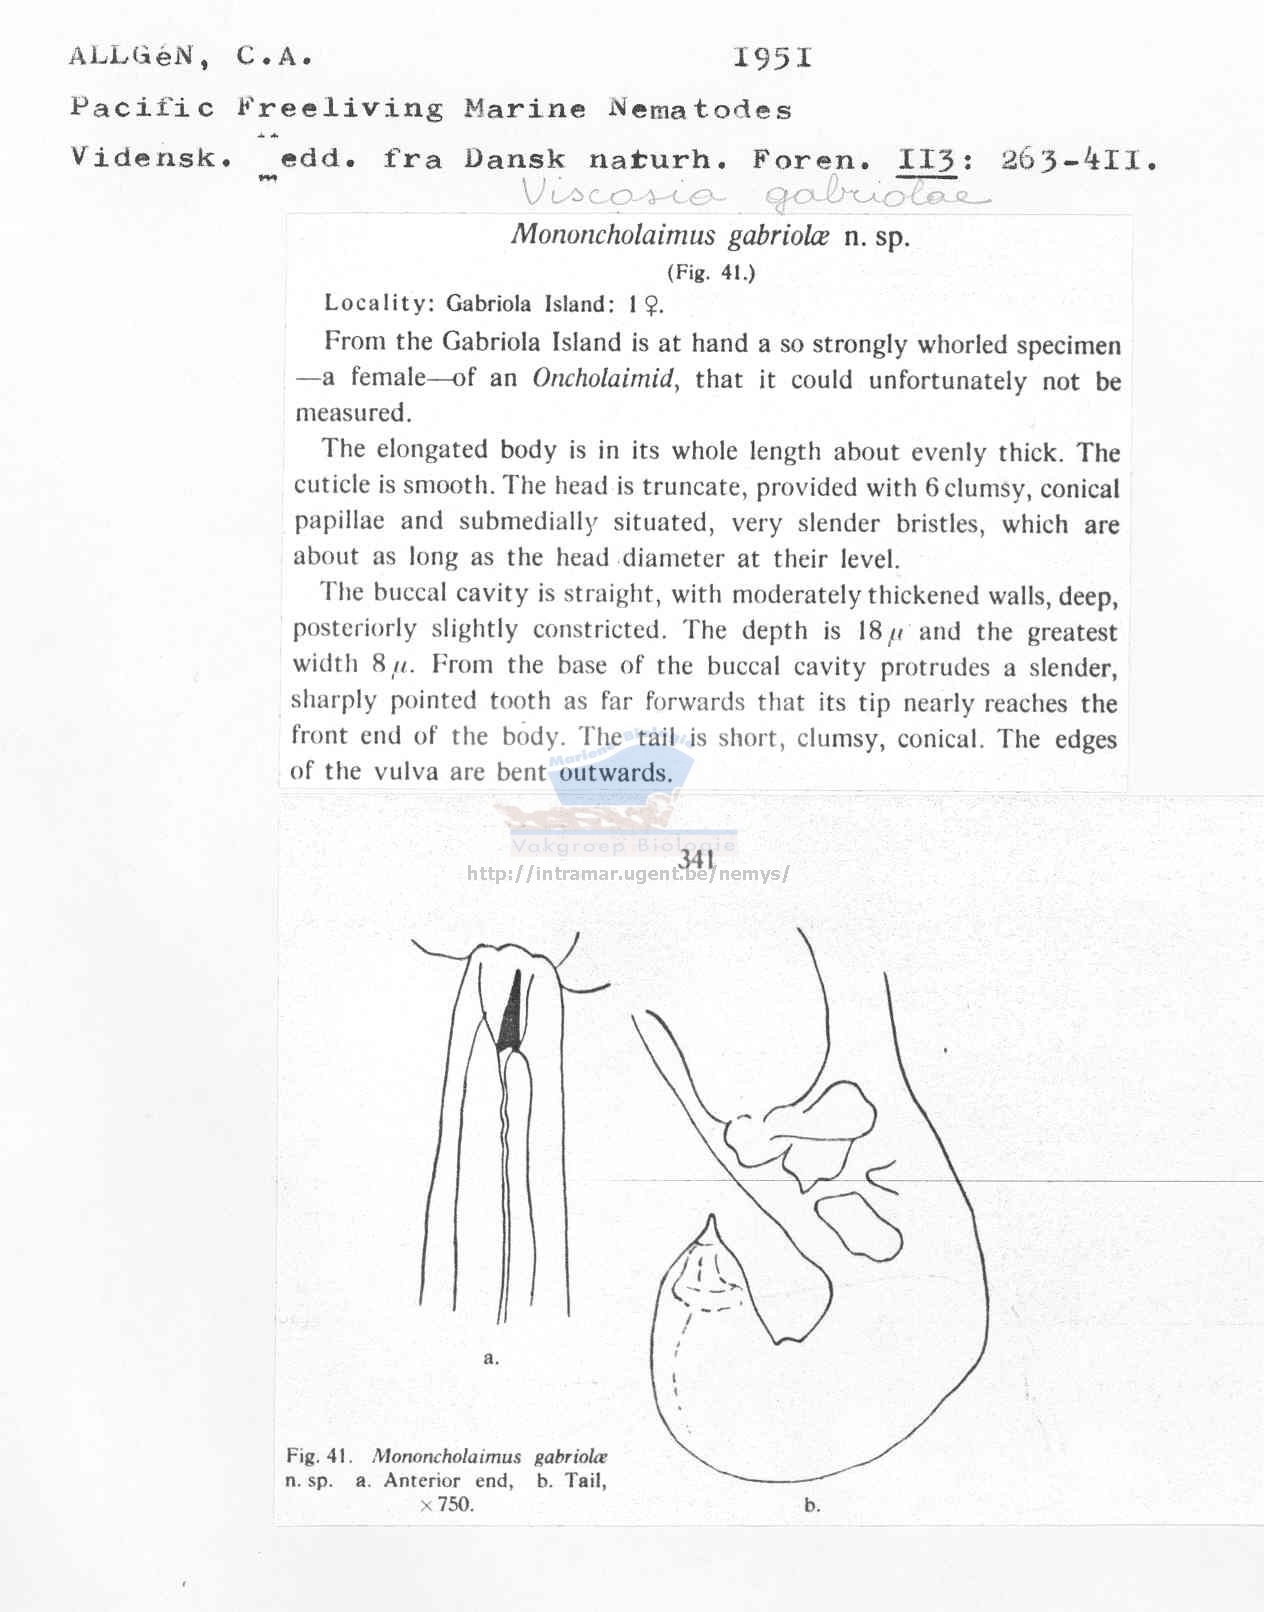 ALLGéN, C.A. 1951
Pacific Freeliving Marine Nematodes
Vidensk. medd. fra Dansk naturh. Foren. II3: 263-4II.
Viscosia gabriolae
Mononcholaimus gabriolæ n. sp.
(Fig. 41.)
Locality: Gabriola Island: 1 ♀.
From the Gabriola Island is at hand a so strongly whorled specimen
—a female—of an Oncholaimid, that it could unfortunately not be
measured.
The elongated body is in its whole length about evenly thick. The
cuticle is smooth. The head is truncate, provided with 6 clumsy, conical
papillae and submedially situated, very slender bristles, which are
about as long as the head diameter at their level.
The buccal cavity is straight, with moderately thickened walls, deep,
posteriorly slightly constricted. The depth is 18 μ and the greatest
width 8 μ. From the base of the buccal cavity protrudes a slender,
sharply pointed tooth as far forwards that its tip nearly reaches the
front end of the body. The tail is short, clumsy, conical. The edges
of the vulva are bent outwards.
Mariene Biologie
Vakgroep Biologie
341
http://intramar.ugent.be/nemys/
a.
Fig. 41. Mononcholaimus gabriolæ
n. sp. a. Anterior end, b. Tail,
× 750.
b.